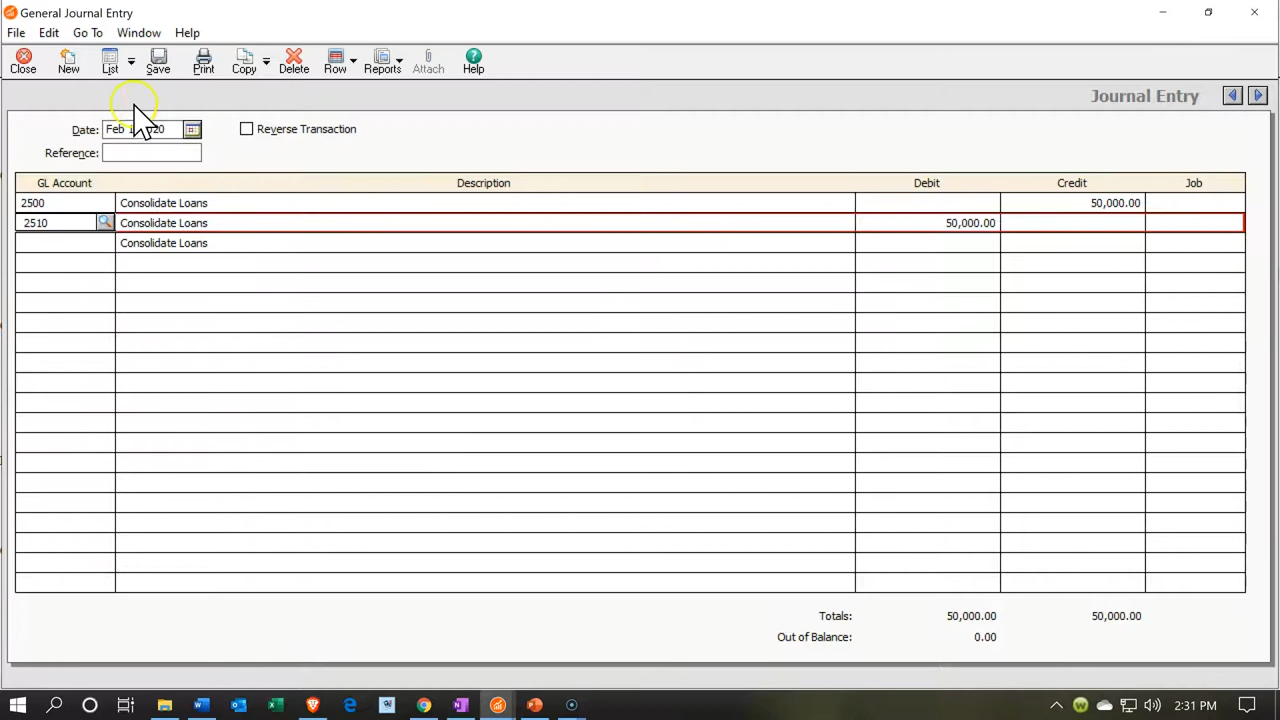 General Journal Entry
File Edit Go To Window Help
Close New List Save Print Copy Delete Row Reports Attach Help
Journal Entry
Date: Feb 020 Reverse Transaction
Reference:
GL Account Description Debit Credit Job
2500 Consolidate Loans 50,000.00
2510 Consolidate Loans 50,000.00
Consolidate Loans
Totals: 50,000.00 50,000.00
Out of Balance: 0.00
2:31 PM